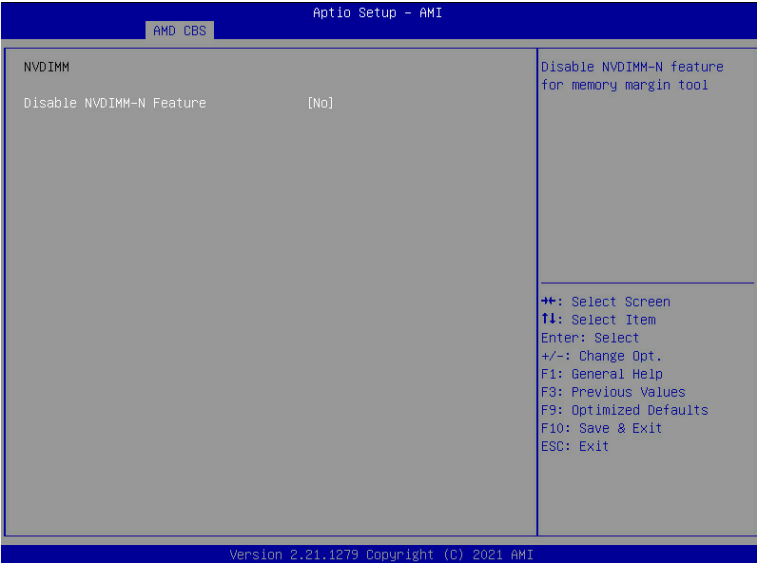 Aptio Setup – AMI
AMD CBS
NVDIMM
Disable NVDIMM-N Feature [No]
Disable NVDIMM-N feature
for memory margin tool
→←: Select Screen
↑↓: Select Item
Enter: Select
+/-: Change Opt.
F1: General Help
F3: Previous Values
F9: Optimized Defaults
F10: Save & Exit
ESC: Exit
Version 2.21.1279 Copyright (C) 2021 AMI